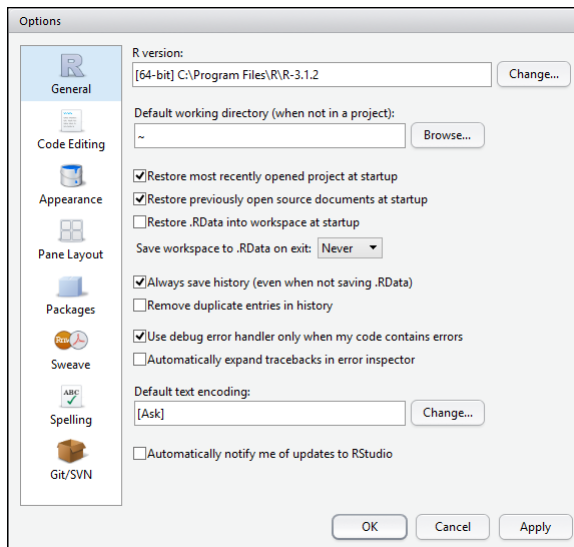 Options
R
General
Code Editing
Appearance
Pane Layout
Packages
Rnw
Sweave
ABC
Spelling
Git/SVN
R version:
[64-bit] C:\Program Files\R\R-3.1.2
Change...
Default working directory (when not in a project):
~
Browse...
Restore most recently opened project at startup
Restore previously open source documents at startup
Restore .RData into workspace at startup
Save workspace to .RData on exit: Never
Always save history (even when not saving .RData)
Remove duplicate entries in history
Use debug error handler only when my code contains errors
Automatically expand tracebacks in error inspector
Default text encoding:
[Ask]
Change...
Automatically notify me of updates to RStudio
OK
Cancel
Apply